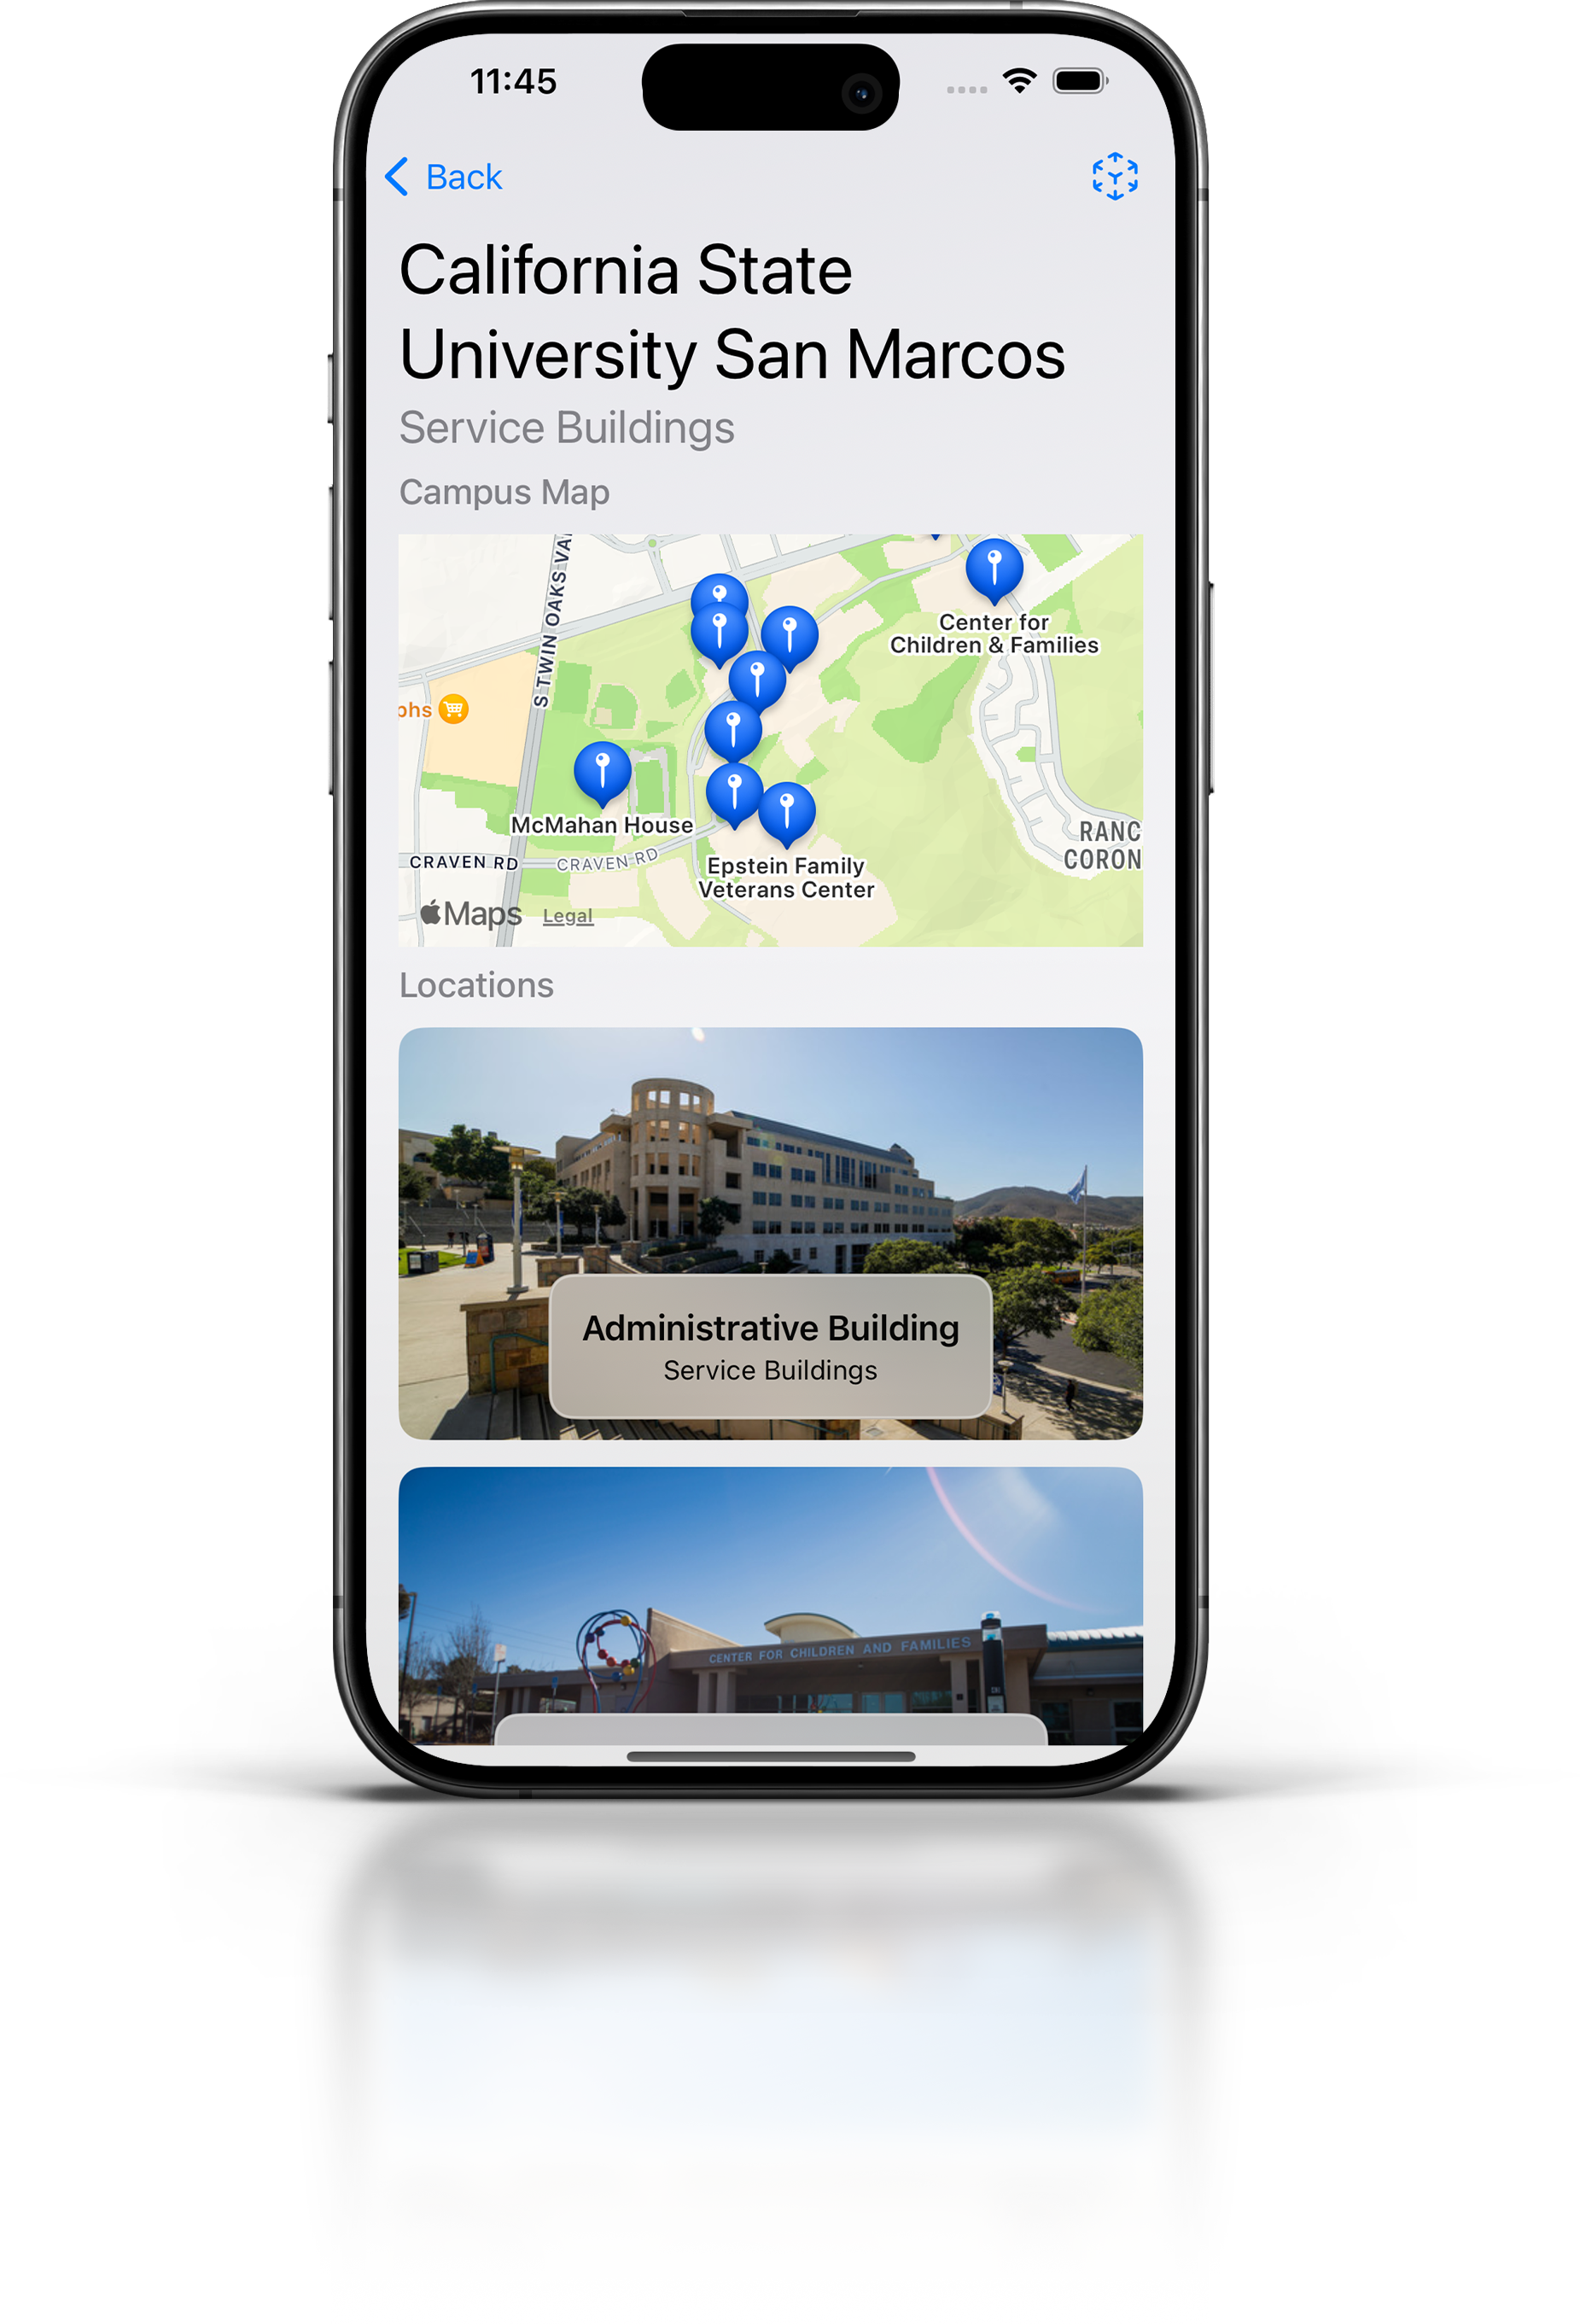 11:45
Back
California State
University San Marcos
Service Buildings
Campus Map
S TWIN OAKS
Center for
Children & Families
McMahan House
CRAVEN RD
CRAVEN RD
RANC
CORON
Epstein Family
Veterans Center
Maps
Legal
Locations
Administrative Building
Service Buildings
CENTER FOR CHILDREN AND FAMILIES